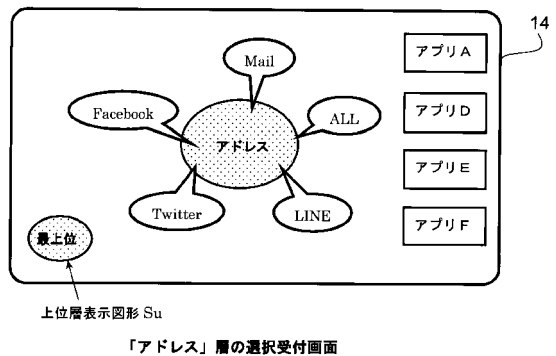 14
アプリA
Mail
Facebook
ALL
アプリD
アドレス
アプリE
Twitter
LINE
アプリF
最上位
上位層表示図形 Su
「アドレス」層の選択受付画面